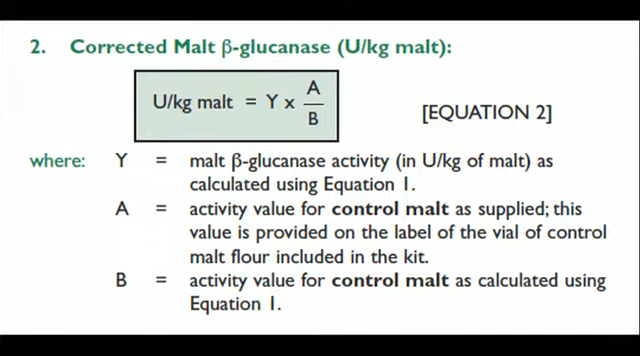 2. Corrected Malt β-glucanase (U/kg malt):
U/kg malt = Y x A
B
[EQUATION 2]
where: Y = malt β-glucanase activity (in U/kg of malt) as
calculated using Equation 1.
A = activity value for control malt as supplied; this
value is provided on the label of the vial of control
malt flour included in the kit.
B = activity value for control malt as calculated using
Equation 1.